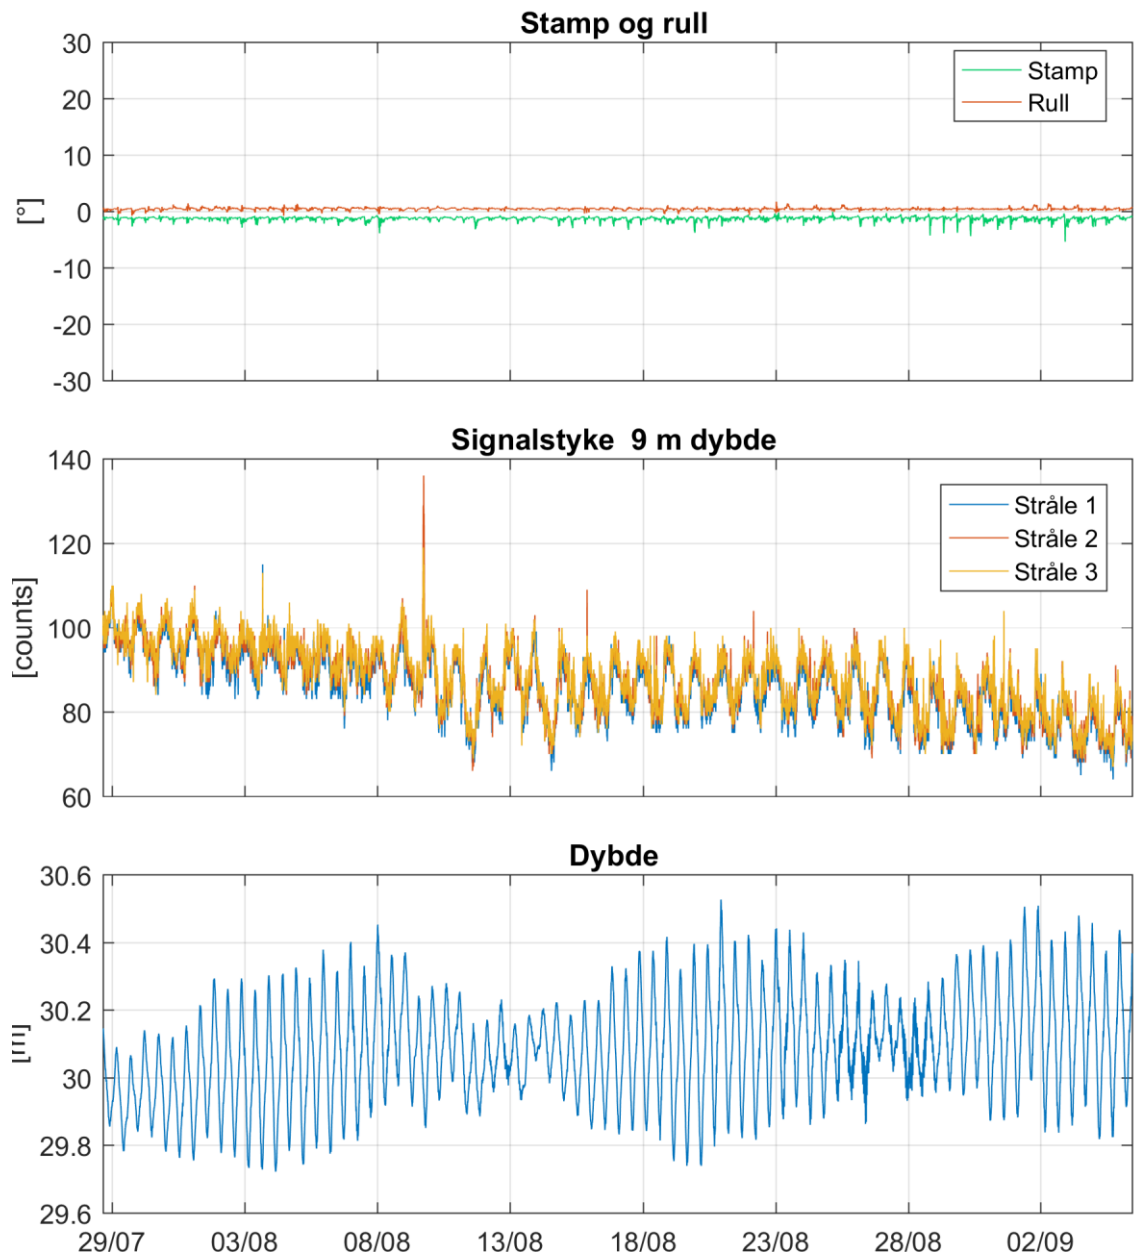 Stamp og rull
30
20
10
0
-10
-20
-30
[°]
Stamp
Rull
Signalstyke 9 m dybde
140
120
100
80
60
[counts]
Stråle 1
Stråle 2
Stråle 3
Dybde
30.6
30.4
30.2
30
29.8
29.6
[m]
29/07 03/08 08/08 13/08 18/08 23/08 28/08 02/09